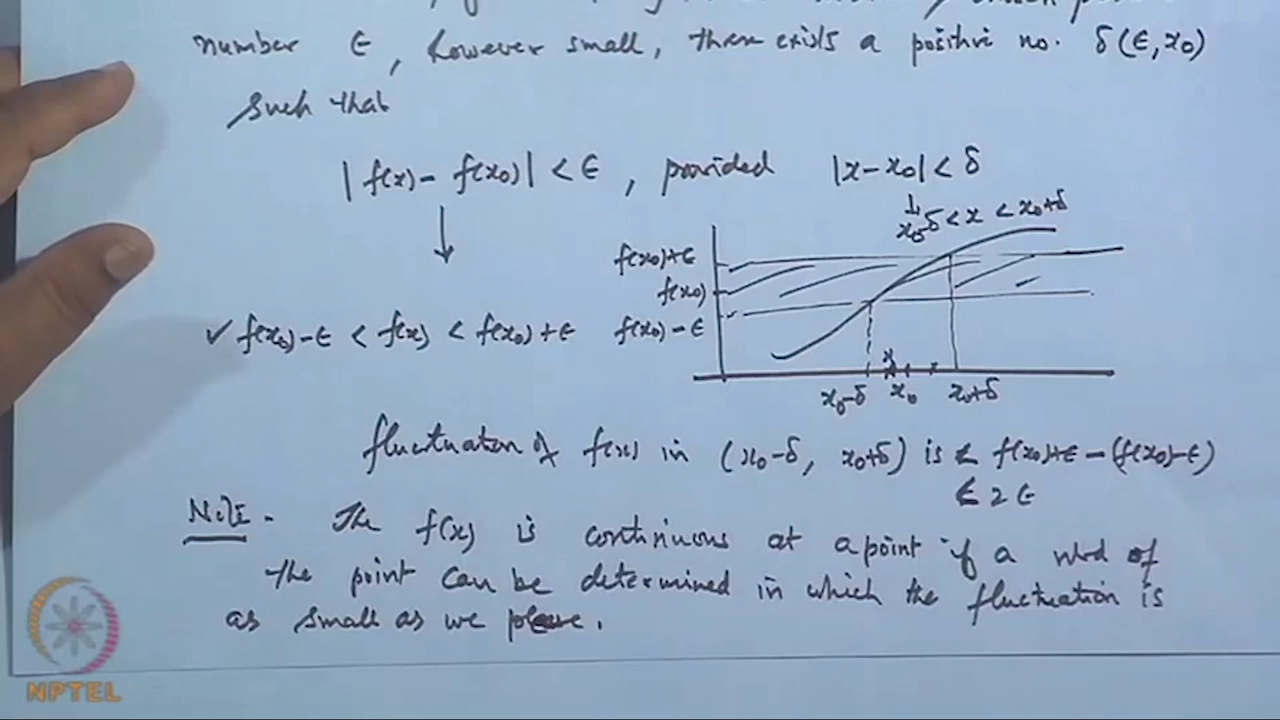 number ϵ, however small, there exists a positive no. δ(ϵ, x₀)
such that
|f(x) - f(x₀)| < ϵ, provided |x-x₀| < δ
↓
x₀-δ < x < x₀+δ
f(x₀)+ϵ
f(x₀)
✓ f(x₀)-ϵ < f(x) < f(x₀)+ϵ
f(x₀)-ϵ
x
x₀-δ x₀ x₀+δ
fluctuation of f(x) in (x₀-δ, x₀+δ) is ≤ f(x₀)+ϵ-(f(x₀)-ϵ)
≤ 2ϵ
Note. The f(x) is continuous at a point if a nbd of
the point can be determined in which the fluctuation is
as small as we please.
NPTEL